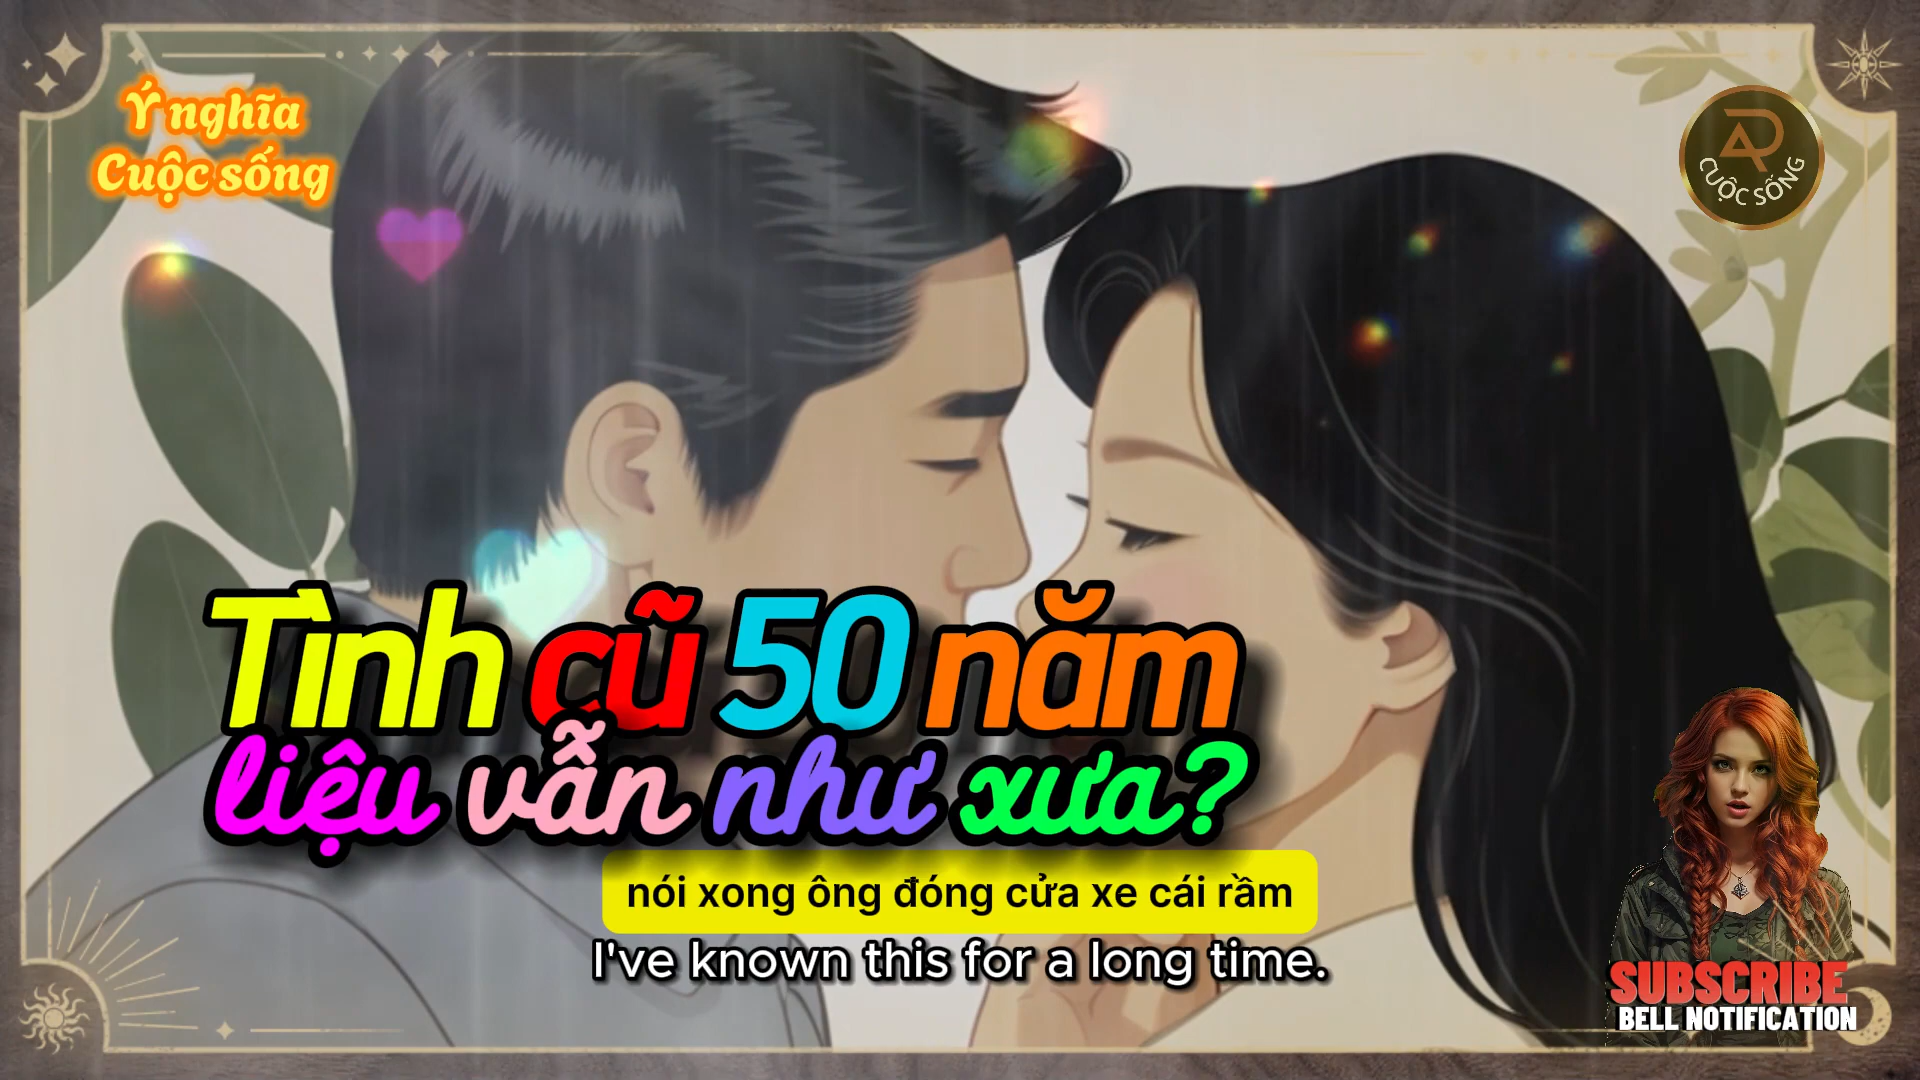 Ý nghĩa
Cuộc sống
AR
CUỘC SỐNG
Tình cũ 50 năm
liệu vẫn như xưa?
nói xong ông đóng cửa xe cái rầm
I've known this for a long time.
SUBSCRIBE
BELL NOTIFICATION